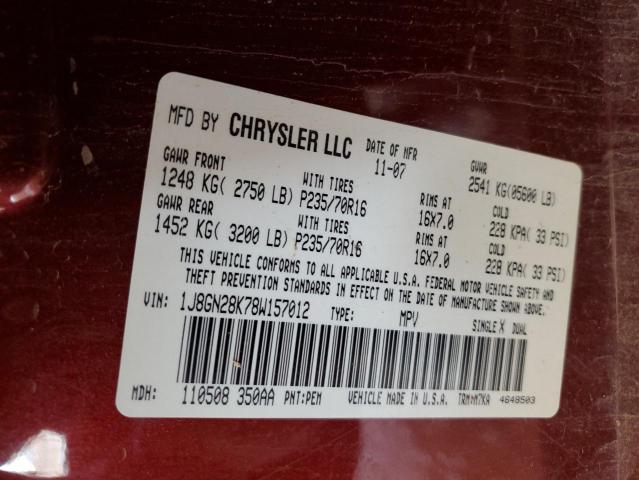 MFD BY CHRYSLER LLC DATE OF MFR 11-07 GVWR 2541 KG(05600 LB)
GAWR FRONT WITH TIRES RIMS AT COLD
1248 KG( 2750 LB) P235/70R16 16X7.0 228 KPA( 33 PSI)
GAWR REAR WITH TIRES RIMS AT COLD
1452 KG( 3200 LB) P235/70R16 16X7.0 228 KPA( 33 PSI)
THIS VEHICLE CONFORMS TO ALL APPLICABLE U.S.A. FEDERAL MOTOR VEHICLE SAFETY AND
THEFT PREVENTION STANDARDS IN EFFECT ON THE DATE OF MANUFACTURE SHOWN ABOVE.
VIN: 1J8GN28K78W157012 TYPE: MPV SINGLE X DUAL
MDH: 110508 350AA PNT:PEM VEHICLE MADE IN U.S.A. TRM:M7KA 4648503